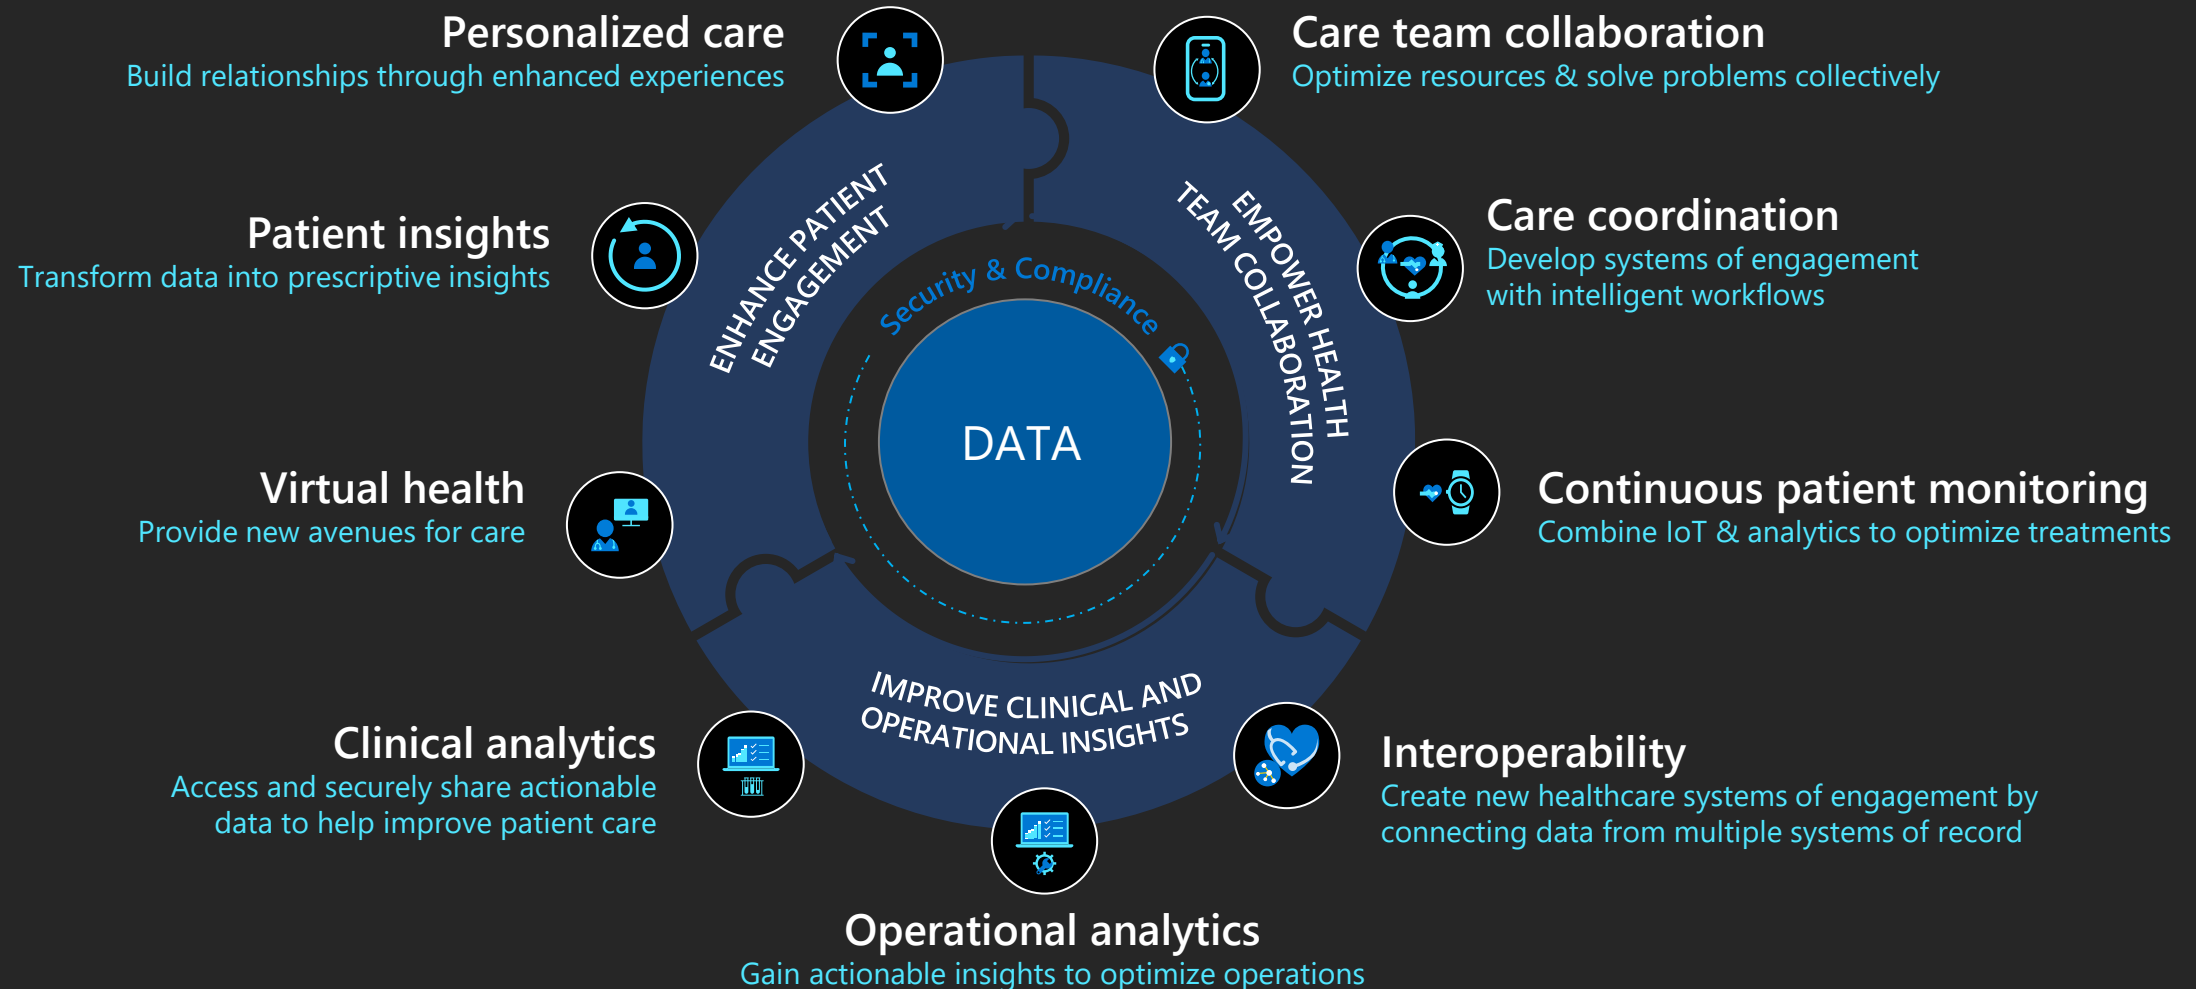 Personalized care
Build relationships through enhanced experiences
Care team collaboration
Optimize resources & solve problems collectively
Patient insights
Transform data into prescriptive insights
Care coordination
Develop systems of engagement
with intelligent workflows
ENHANCE PATIENT
ENGAGEMENT
EMPOWER HEALTH
TEAM COLLABORATION
Security & Compliance
DATA
Virtual health
Provide new avenues for care
Continuous patient monitoring
Combine IoT & analytics to optimize treatments
IMPROVE CLINICAL AND
OPERATIONAL INSIGHTS
Clinical analytics
Access and securely share actionable
data to help improve patient care
Interoperability
Create new healthcare systems of engagement by
connecting data from multiple systems of record
Operational analytics
Gain actionable insights to optimize operations